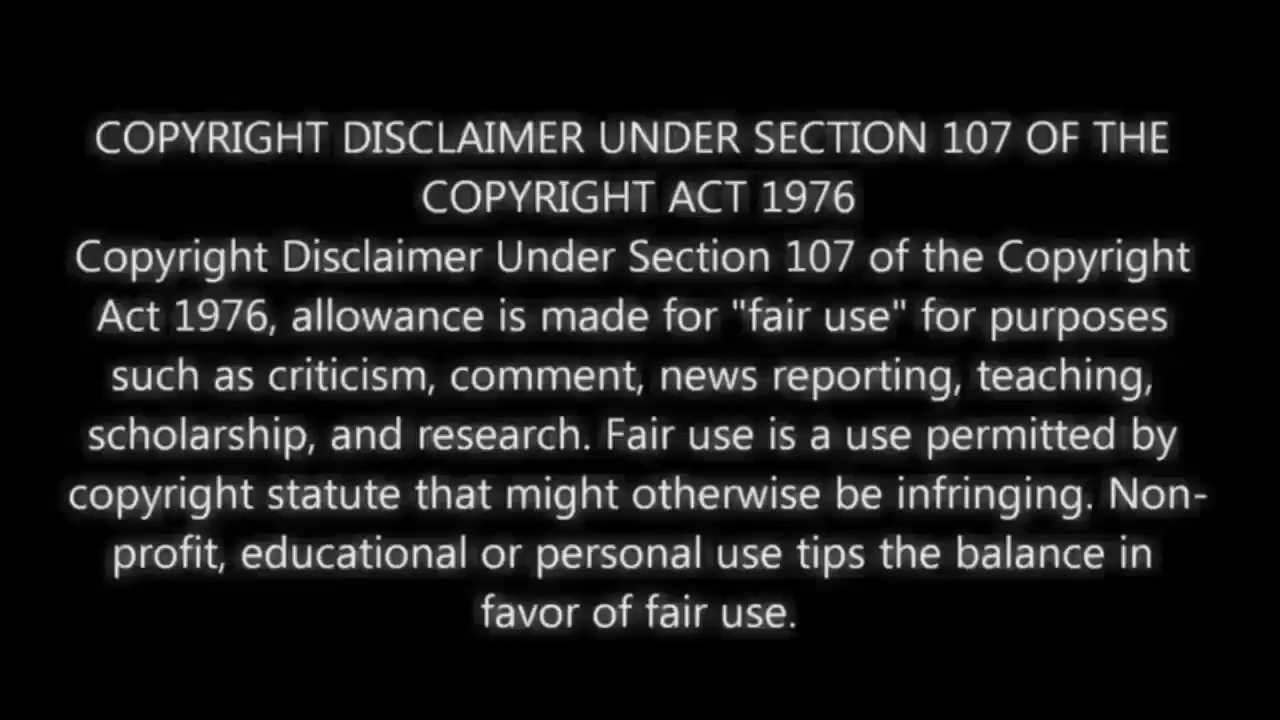 COPYRIGHT DISCLAIMER UNDER SECTION 107 OF THE
COPYRIGHT ACT 1976
Copyright Disclaimer Under Section 107 of the Copyright
Act 1976, allowance is made for "fair use" for purposes
such as criticism, comment, news reporting, teaching,
scholarship, and research. Fair use is a use permitted by
copyright statute that might otherwise be infringing. Non-
profit, educational or personal use tips the balance in
favor of fair use.